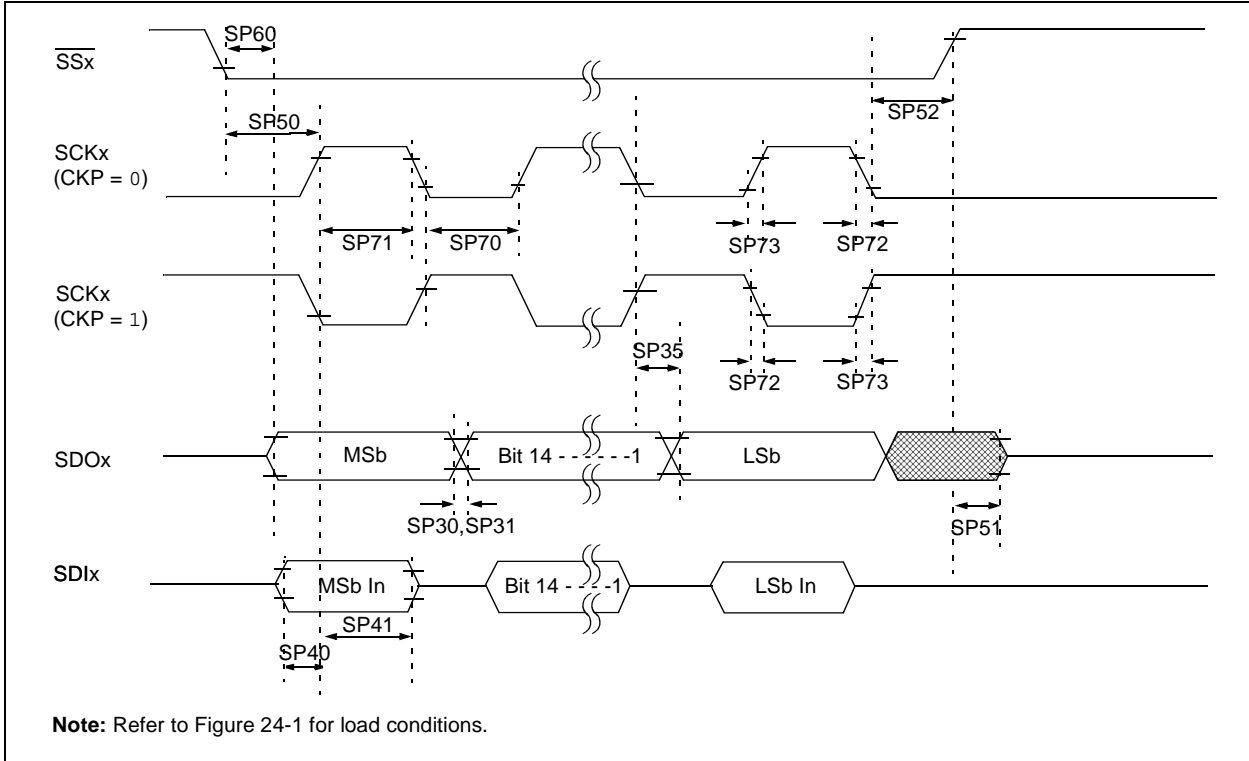 SP60
SSx
SP52
SP50
SCKx
(CKP = 0)
SP71
SP70
SP73
SP72
SCKx
(CKP = 1)
SP35
SP72
SP73
SDOx
MSb
Bit 14 - - - - - -1
LSb
SP30,SP31
SP51
SDIx
MSb In
Bit 14 - - - - -1
LSb In
SP41
SP40
Note: Refer to Figure 24-1 for load conditions.